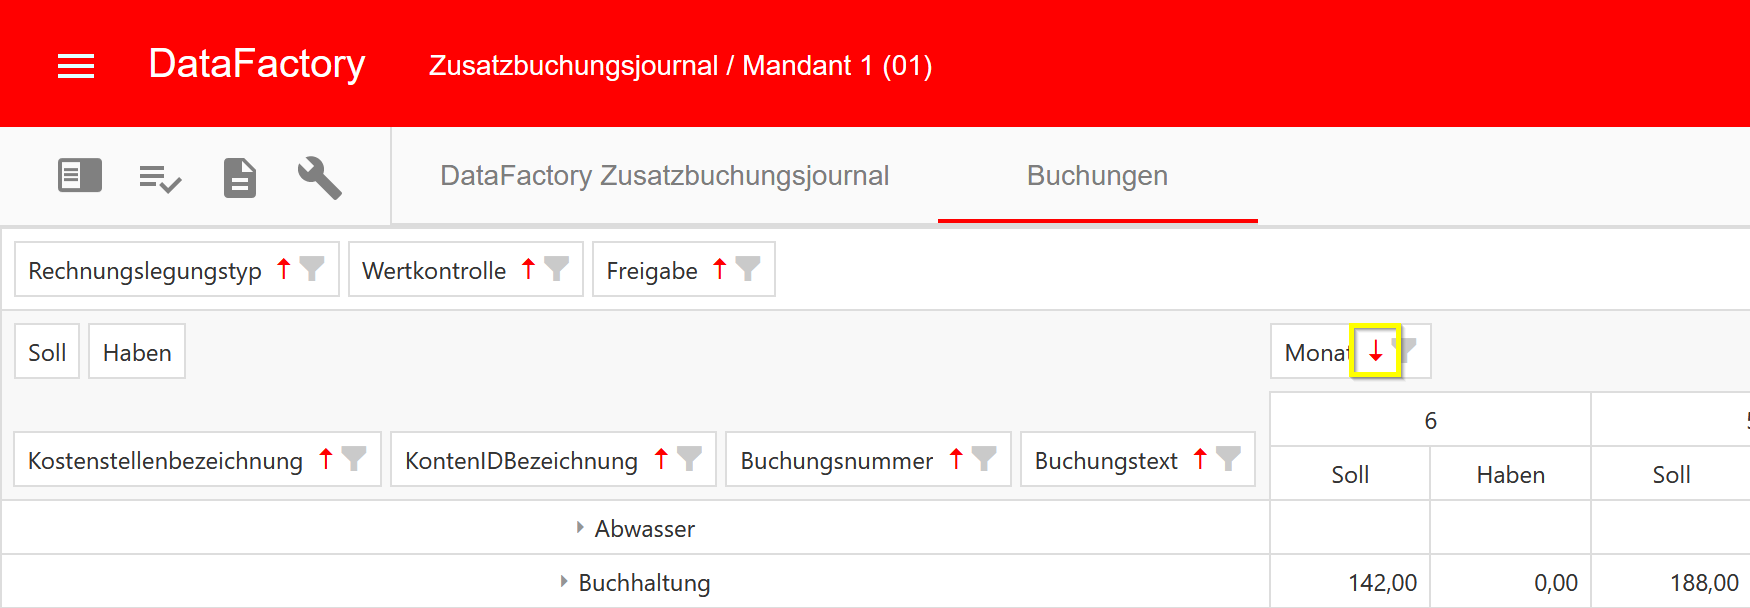 DataFactory Zusatzbuchungsjournal / Mandant 1 (01)
DataFactory Zusatzbuchungsjournal Buchungen
Rechnungslegungstyp Wertkontrolle Freigabe
Soll Haben Monat
6
Kostenstellenbezeichnung KontenIDBezeichnung Buchungsnummer Buchungstext
Soll Haben Soll
Abwasser
Buchhaltung 142,00 0,00 188,00